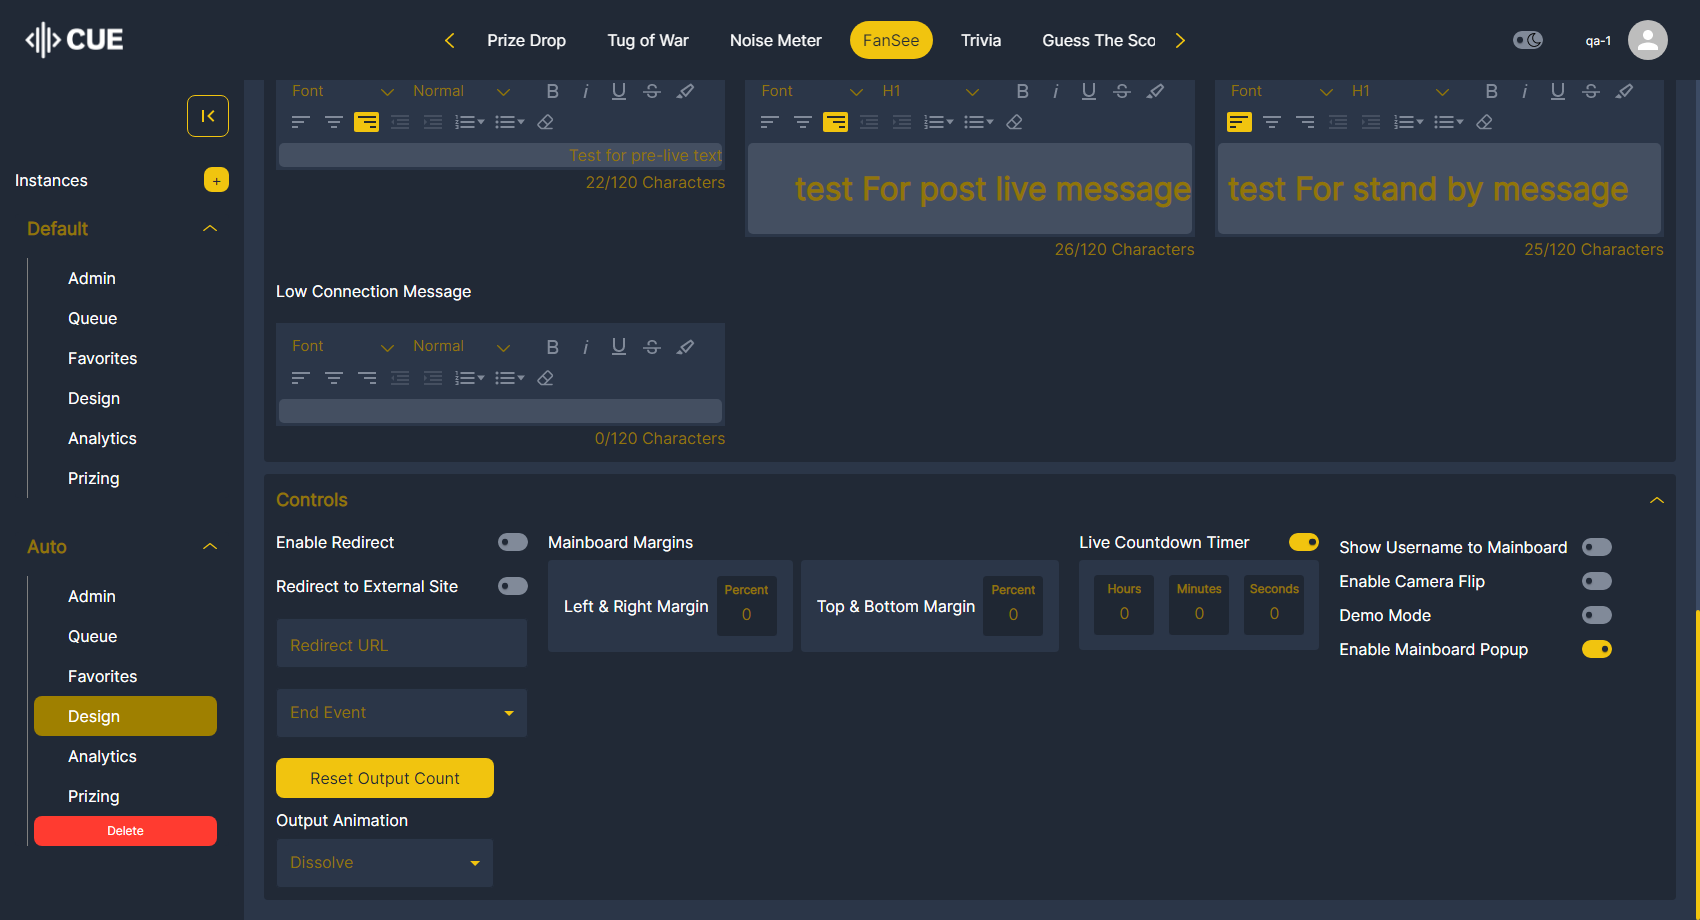 CUE
Prize Drop
Tug of War
Noise Meter
FanSee
Trivia
Guess The Sco
qa-1
Instances
+
Default
Admin
Queue
Favorites
Design
Analytics
Prizing
Auto
Admin
Queue
Favorites
Design
Analytics
Prizing
Delete
Font Normal B i U S
Test for pre-live text
22/120 Characters
Font H1 B i U S
test For post live message
26/120 Characters
Font H1 B i U S
test For stand by message
25/120 Characters
Low Connection Message
Font Normal B i U S
0/120 Characters
Controls
Enable Redirect
Redirect to External Site
Redirect URL
End Event
Reset Output Count
Output Animation
Dissolve
Mainboard Margins
Left & Right Margin
Percent
0
Top & Bottom Margin
Percent
0
Live Countdown Timer
Hours
0
Minutes
0
Seconds
0
Show Username to Mainboard
Enable Camera Flip
Demo Mode
Enable Mainboard Popup